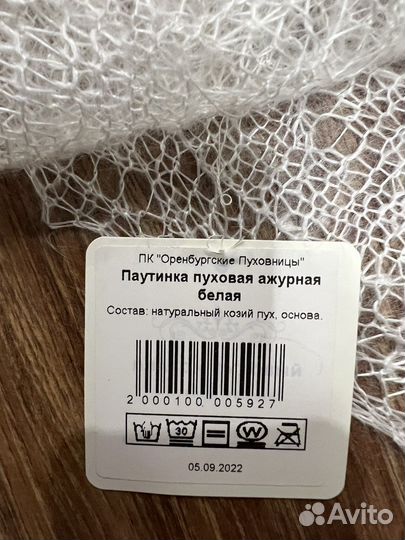 ПК "Оренбургские Пуховницы"
Паутинка пуховая ажурная
белая
Состав: натуральный козий пух, основа.
2 000100 005927
30
W
05.09.2022
Avito